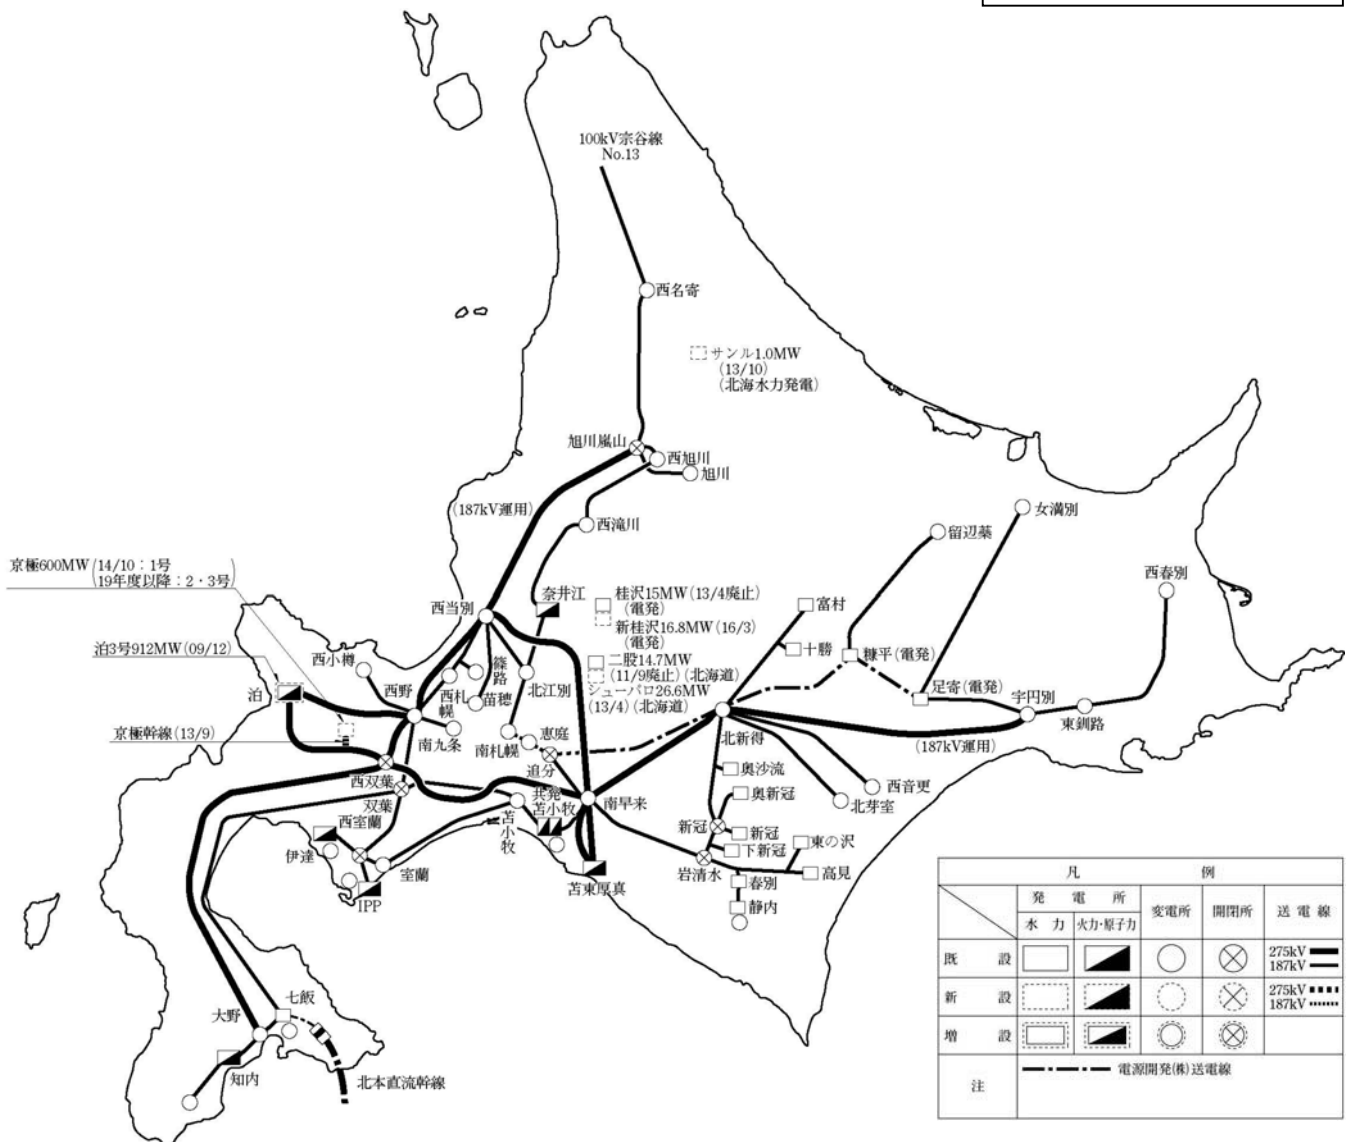 100kV宗谷線
No.13
西名寄
サンル1.0MW
(13/10)
(北海水力発電)
旭川嵐山
西旭川
旭川
(187kV運用)
西滝川
女満別
留辺蘂
西春別
京極600MW(14/10:1号
19年度以降:2・3号)
奈井江
桂沢15MW(13/4廃止)
(電発)
新桂沢16.8MW(16/3)
(電発)
富村
西当別
十勝
糠平(電発)
泊3号912MW(09/12)
西小樽
西野
篠路
二股14.7MW
(11/9廃止)(北海道)
シューパロ26.6MW
(13/4)(北海道)
足寄(電発)
宇円別
泊
西札幌
苗穂
北江別
東釧路
京極幹線(13/9)
南九条
南札幌
恵庭
北新得
(187kV運用)
追分
西双葉
双葉
奥沙流
西音更
共発
苫小牧
南早来
奥新冠
北芽室
西室蘭
苫小牧
新冠
新冠
東の沢
伊達
下新冠
室蘭
岩清水
高見
IPP
苫東厚真
春別
静内
七飯
大野
知内
北本直流幹線
凡例
発電所
変電所
開閉所
送電線
水力
火力・原子力
既設
275kV
187kV
新設
275kV
187kV
増設
注
電源開発(株)送電線